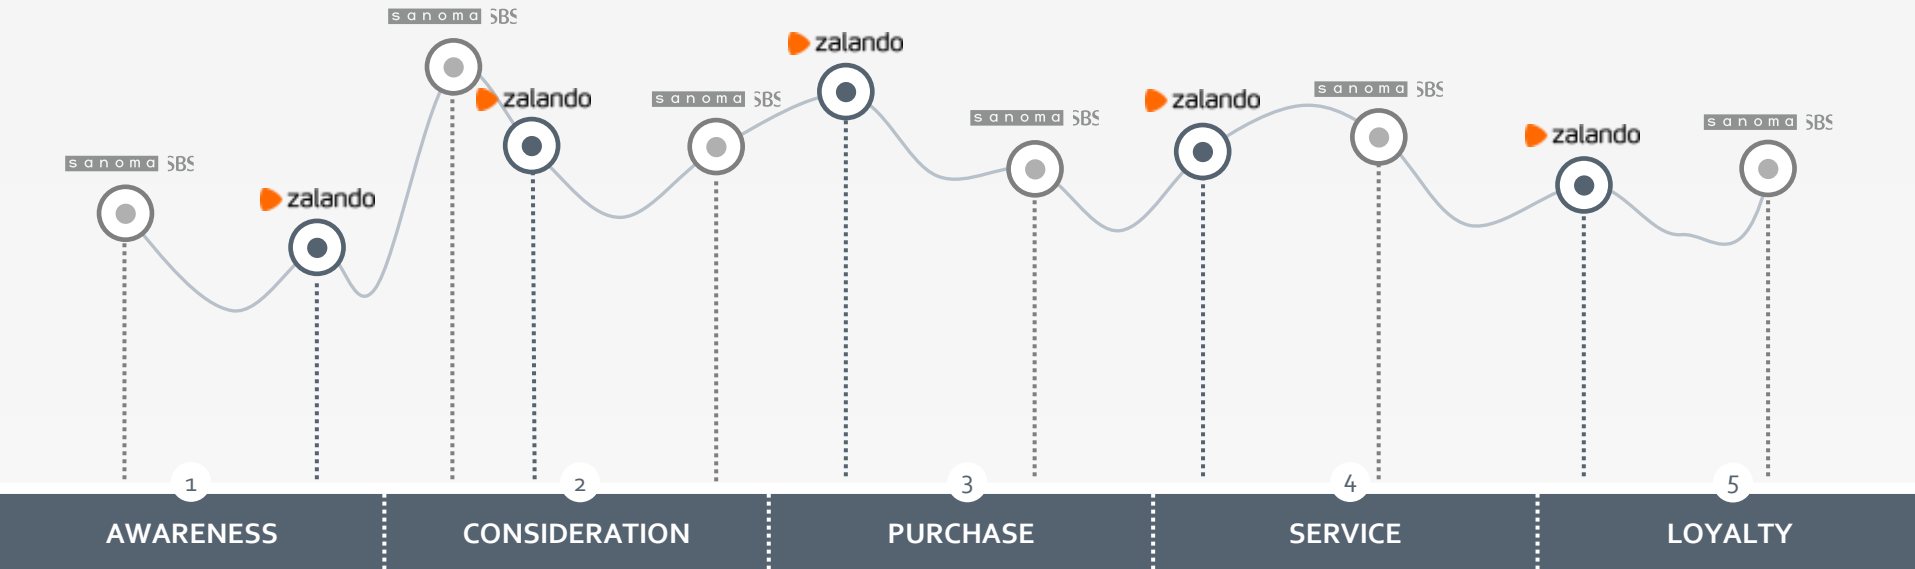 sanoma SBS
zalando
sanoma SBS
zalando
sanoma SBS
zalando
sanoma SBS
zalando
sanoma SBS
zalando
sanoma SBS
1
2
3
4
5
AWARENESS
CONSIDERATION
PURCHASE
SERVICE
LOYALTY